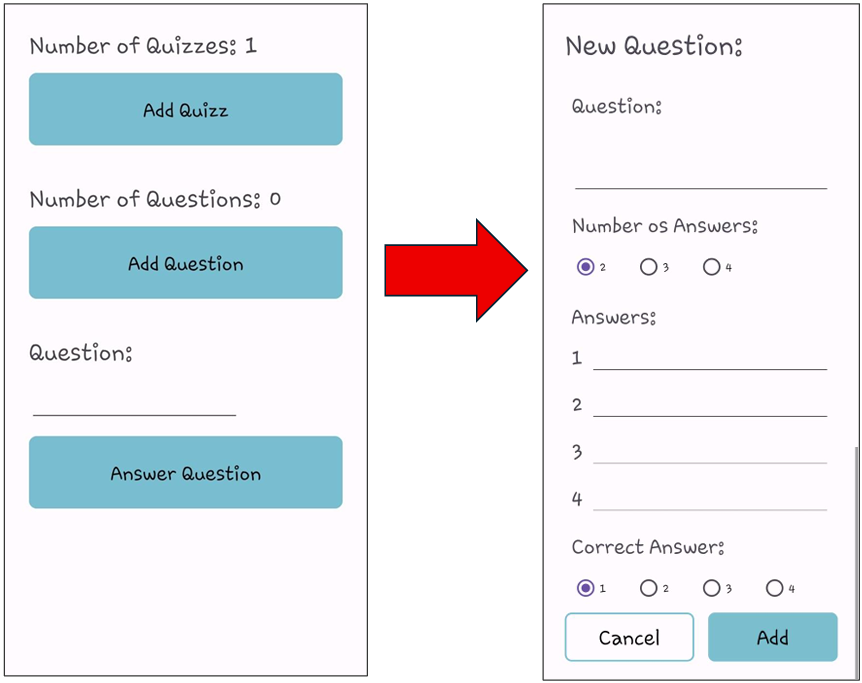 Number of Quizzes: 1
Add Quizz
Number of Questions: 0
Add Question
Question:
Answer Question
New Question:
Question:
Number os Answers:
2 3 4
Answers:
1
2
3
4
Correct Answer:
1 2 3 4
Cancel Add